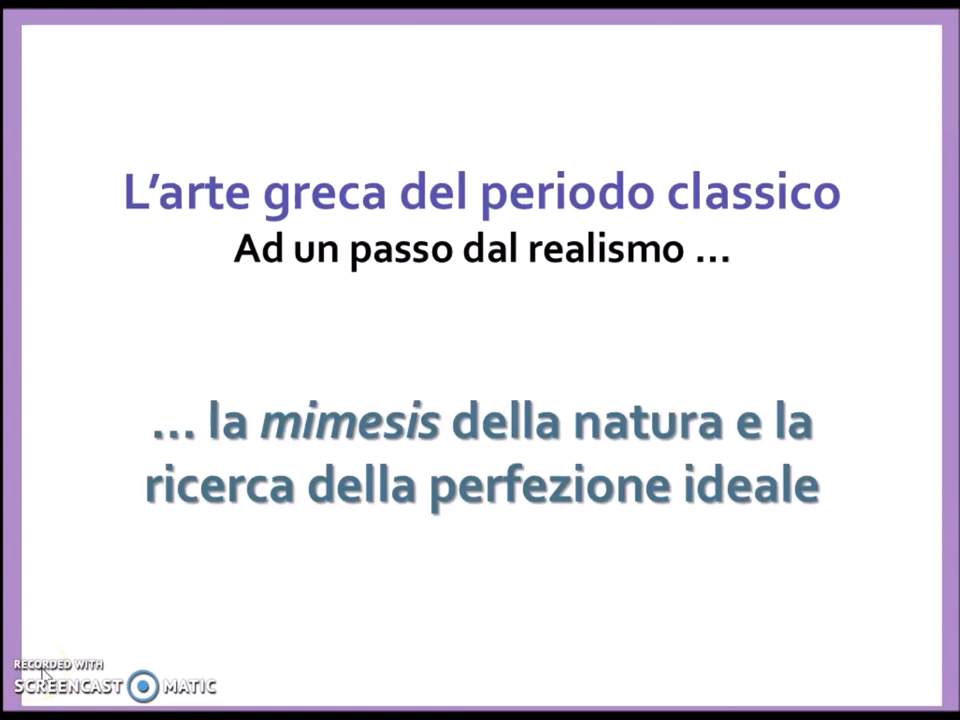 L’arte greca del periodo classico
Ad un passo dal realismo ...
... la mimesis della natura e la
ricerca della perfezione ideale
RECORDED WITH
SCREENCAST MATIC